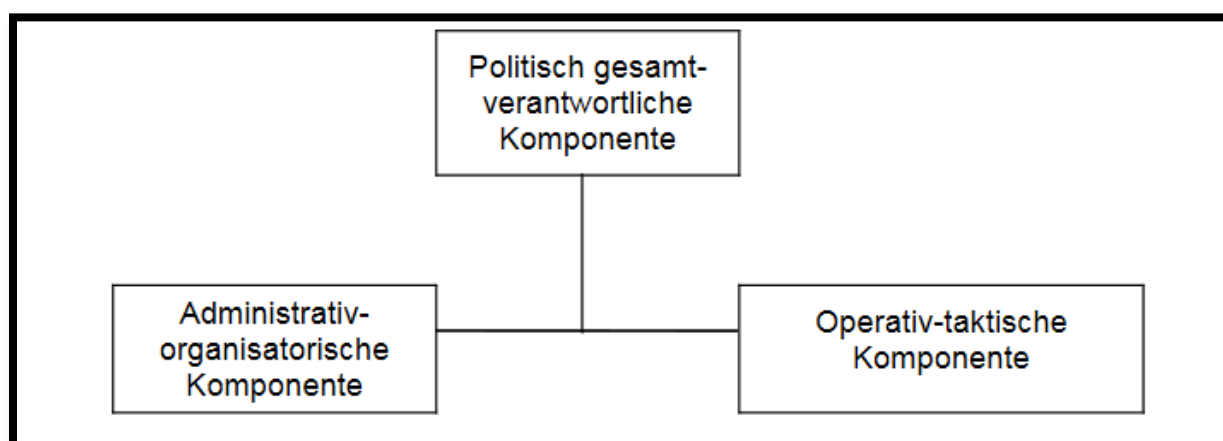 Politisch gesamt-
verantwortliche
Komponente
Administrativ-
organisatorische
Komponente
Operativ-taktische
Komponente